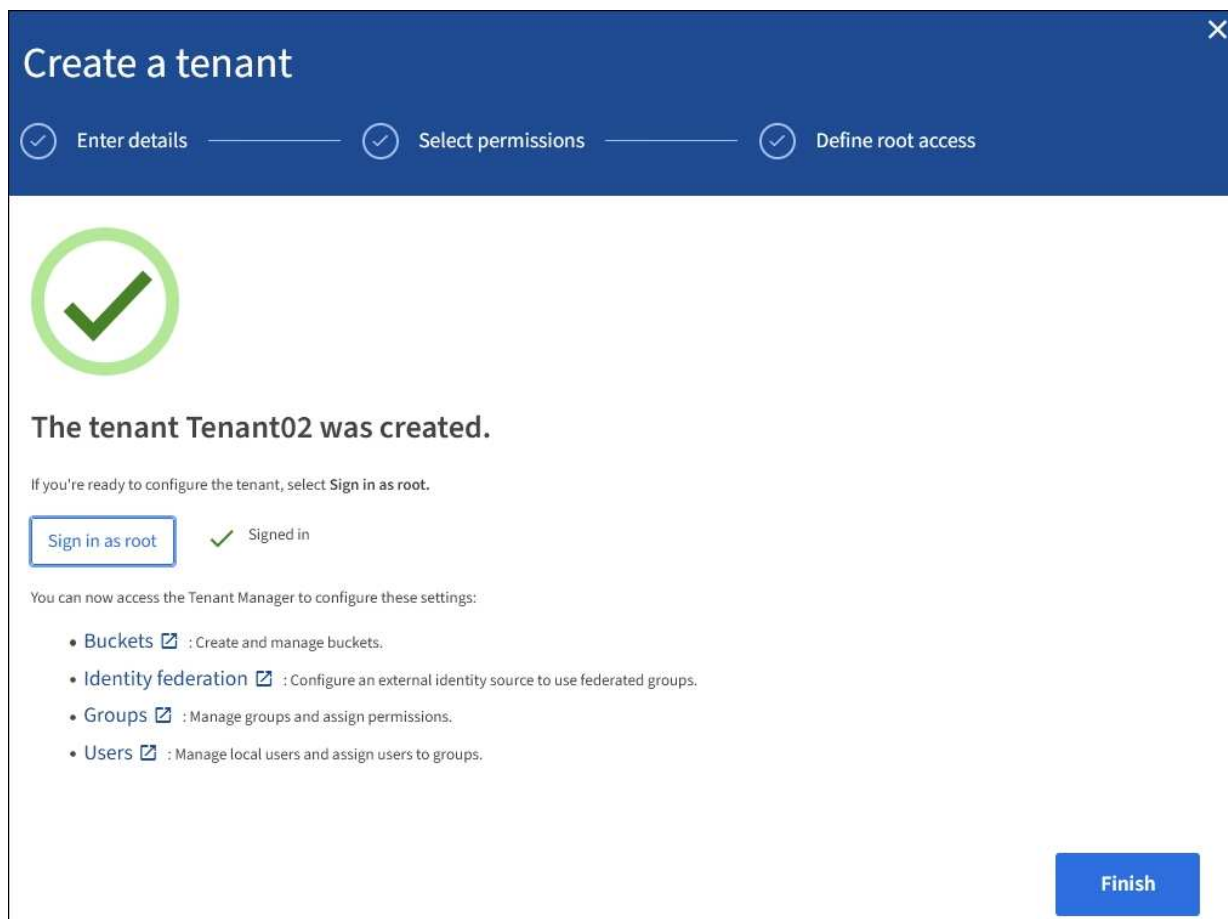 Create a tenant
Enter details
Select permissions
Define root access
The tenant Tenant02 was created.
If you're ready to configure the tenant, select Sign in as root.
Sign in as root
Signed in
You can now access the Tenant Manager to configure these settings:
• Buckets : Create and manage buckets.
• Identity federation : Configure an external identity source to use federated groups.
• Groups : Manage groups and assign permissions.
• Users : Manage local users and assign users to groups.
Finish